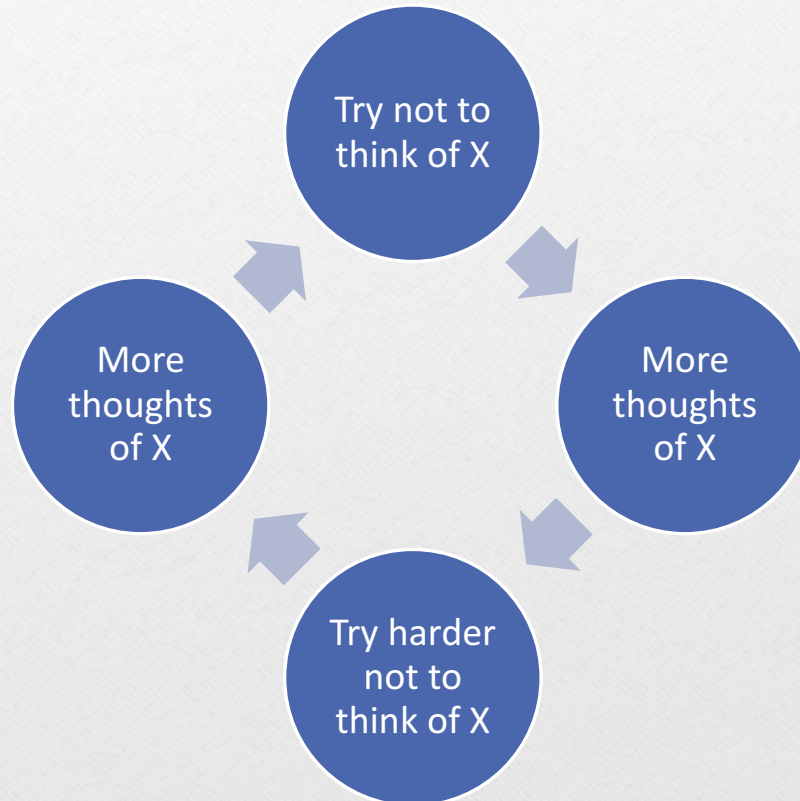 Try not to
think of X
More
thoughts
of X
Try harder
not to
think of X
More
thoughts
of X